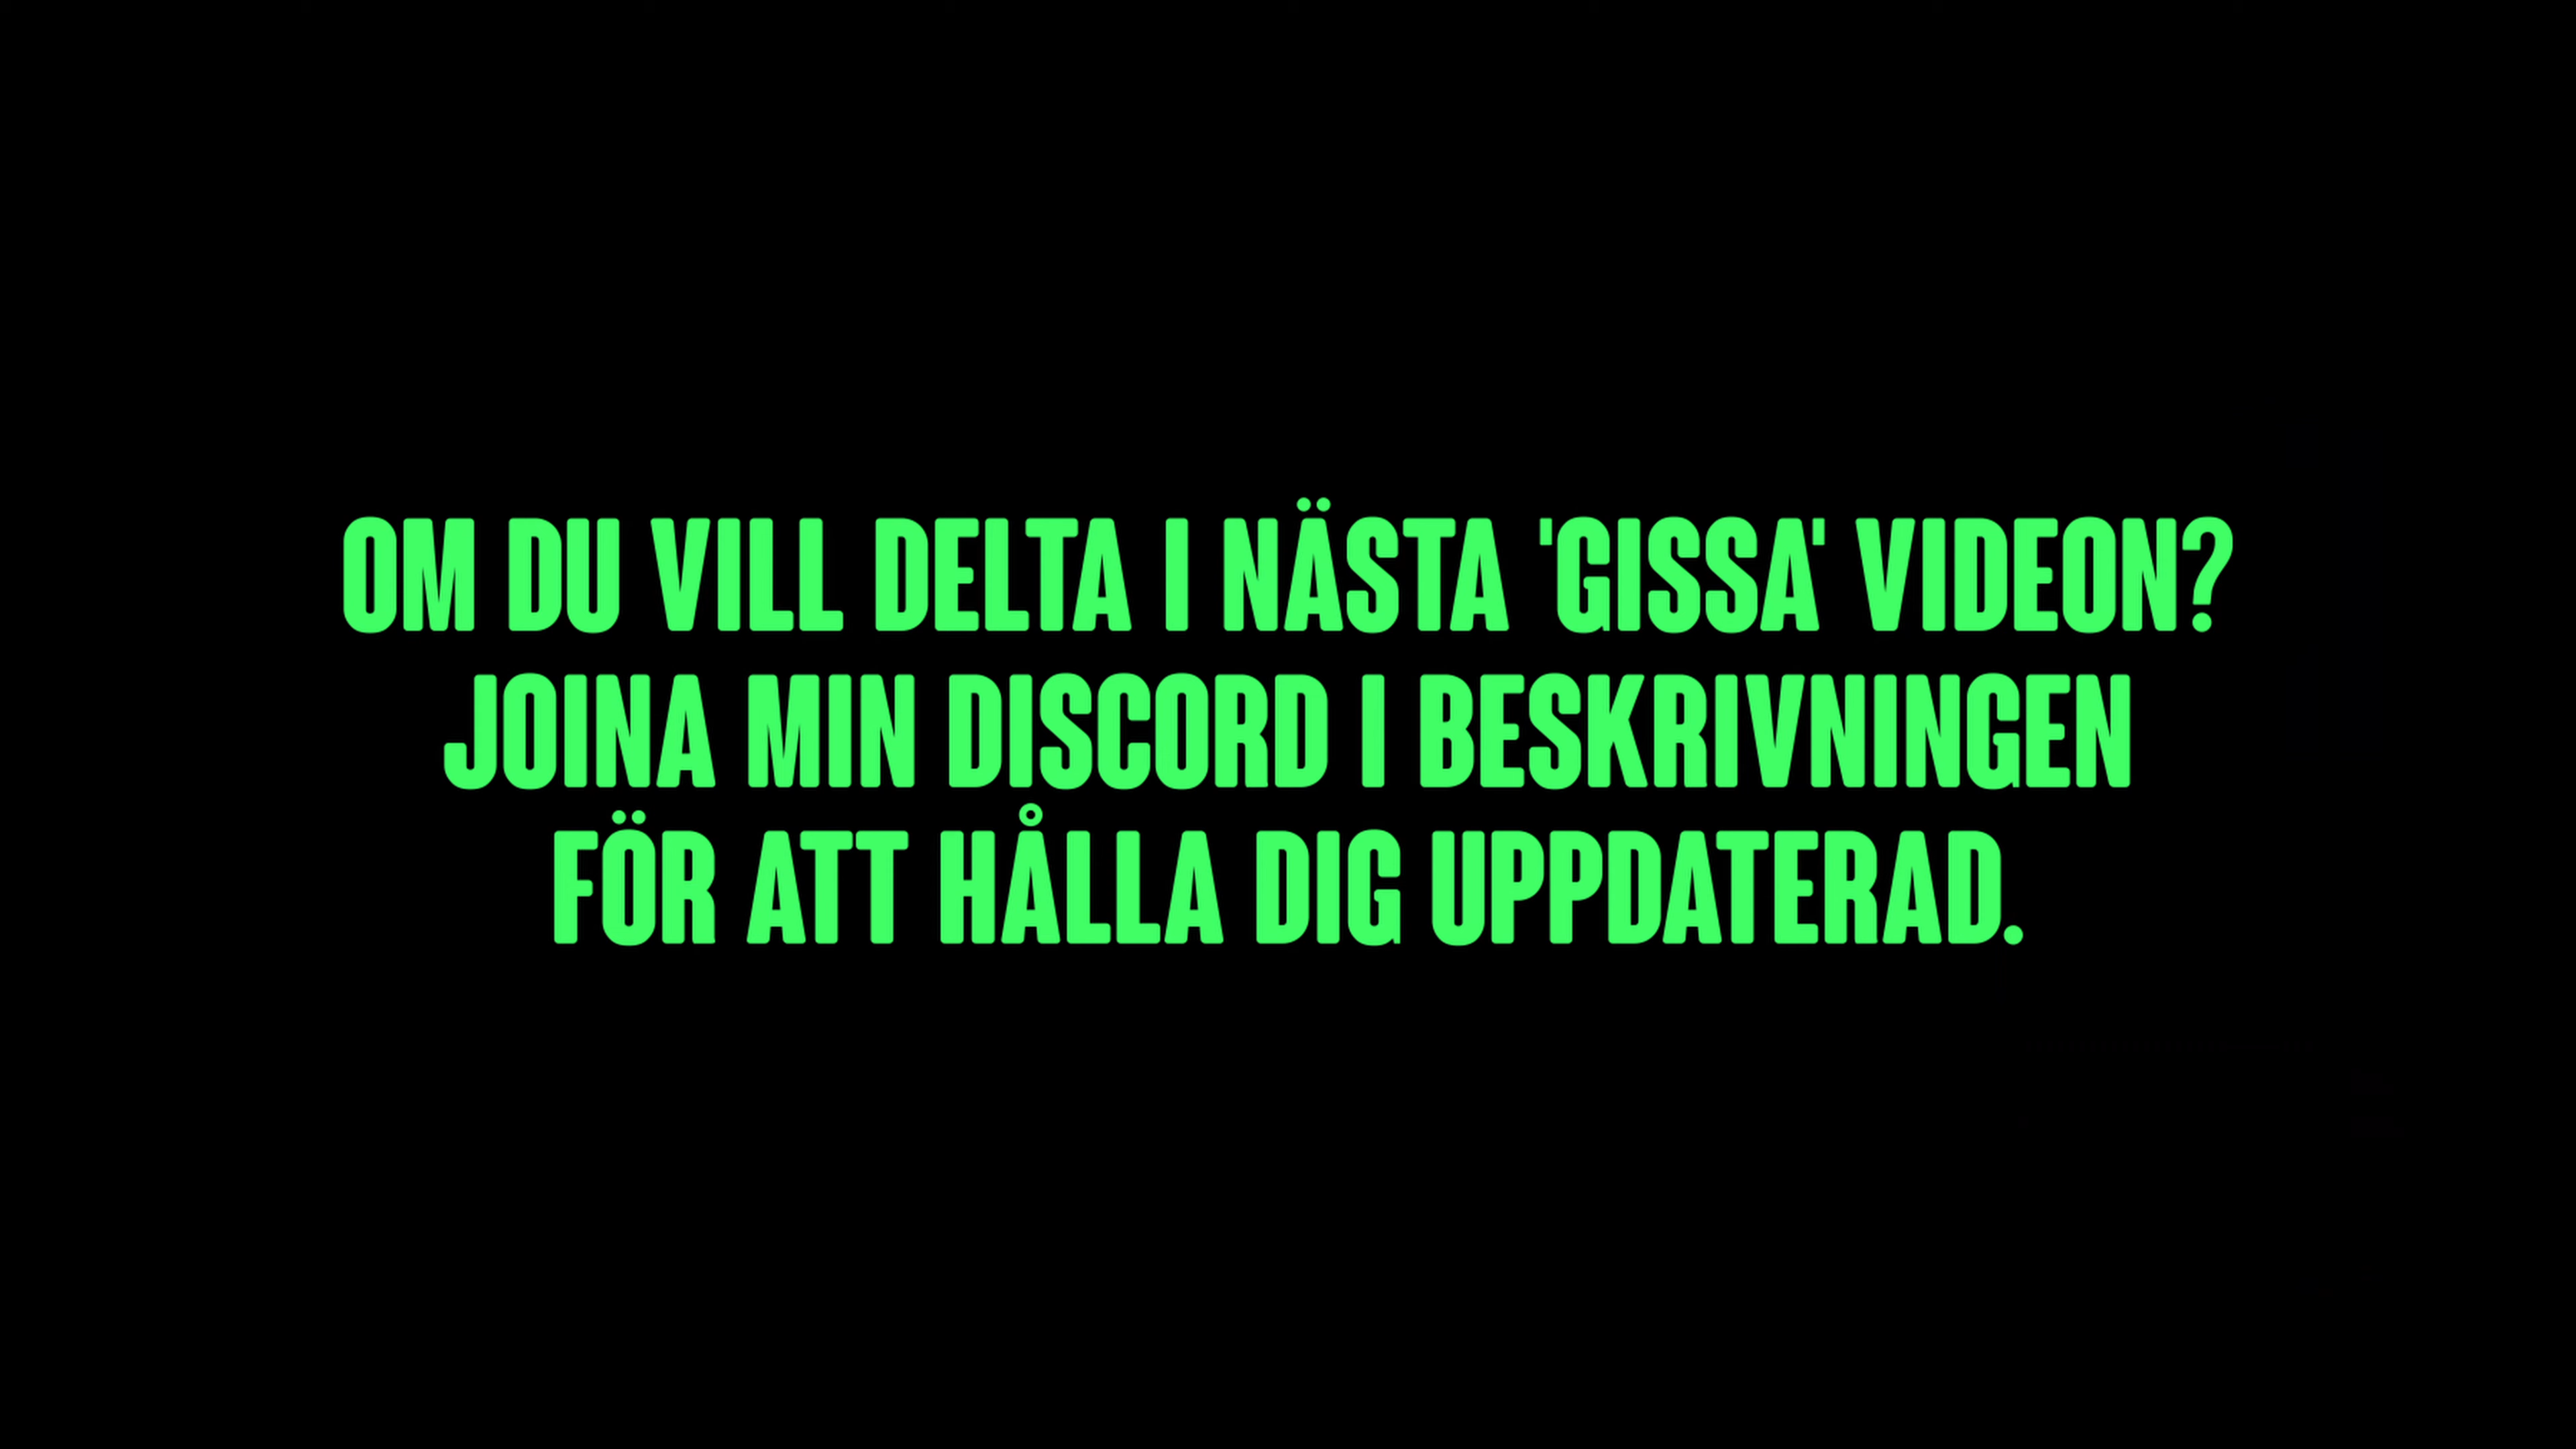 OM DU VILL DELTA I NÄSTA 'GISSA' VIDEON?
JOINA MIN DISCORD I BESKRIVNINGEN
FÖR ATT HÅLLA DIG UPPDATERAD.